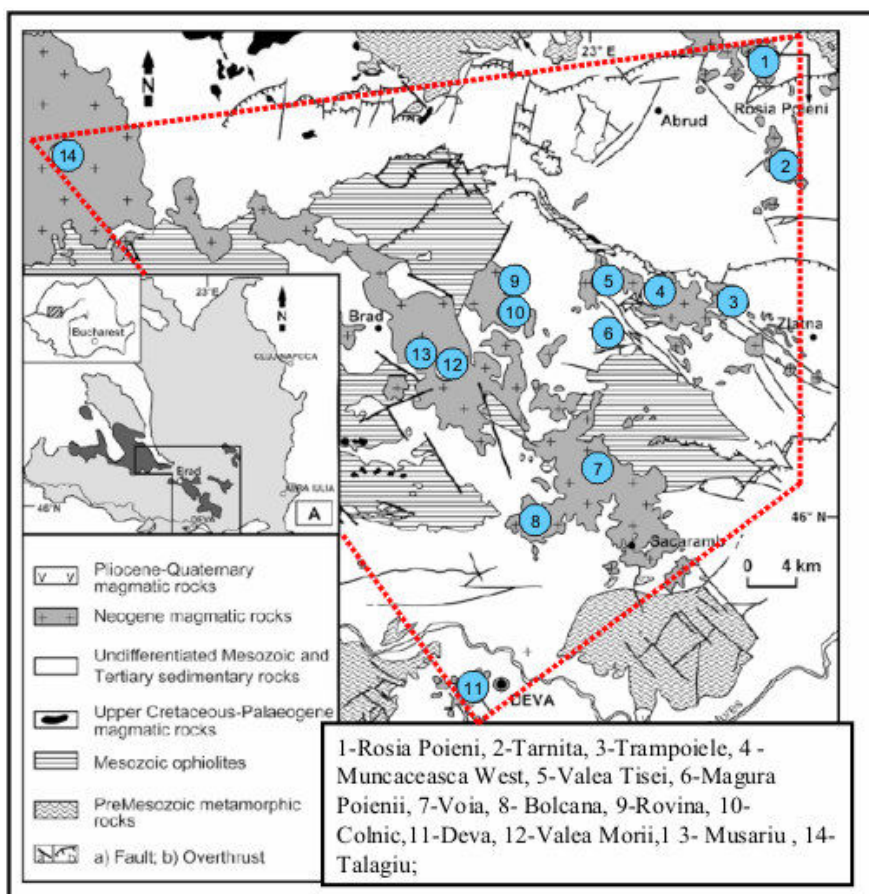 N
23° E
1
Rosia Poieni
Abrud
14
2
9
5
4
3
10
Brad
6
Zlatna
13
12
23° E
N
Bucharest
CLUJ-NAPOCA
7
Brad
ALBA IULIA
46° N
A
DEVA
8
46° N
Sacaramb
0 4 km
v v Pliocene-Quaternary
magmatic rocks
Neogene magmatic rocks
Undifferentiated Mesozoic and
Tertiary sedimentary rocks
11
DEVA
Upper Cretaceous-Palaeogene
magmatic rocks
Mesozoic ophiolites
PreMesozoic metamorphic
rocks
a b a) Fault; b) Overthrust
1-Rosia Poieni, 2-Tarnita, 3-Trampoiele, 4 -
Muncaceasca West, 5-Valea Tisei, 6-Magura
Poienii, 7-Voia, 8- Bolcana, 9-Rovina, 10-
Colnic,11-Deva, 12-Valea Morii,1 3- Musariu , 14-
Talagiu;